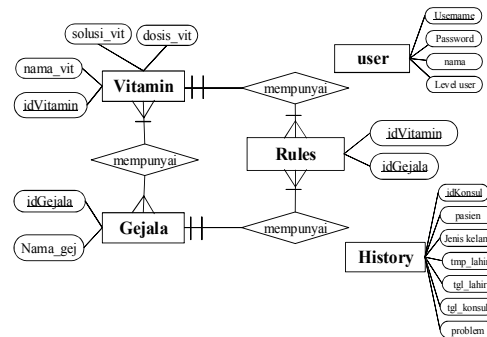 solusi_vit
dosis_vit
nama_vit
idVitamin
Vitamin
mempunyai
user
Username
Password
nama
Level user
mempunyai
Rules
idVitamin
idGejala
idGejala
Nama_gej
Gejala
mempunyai
History
idKonsul
pasien
Jenis kelam
tmp_lahir
tgl_lahir
tgl_konsul
problem